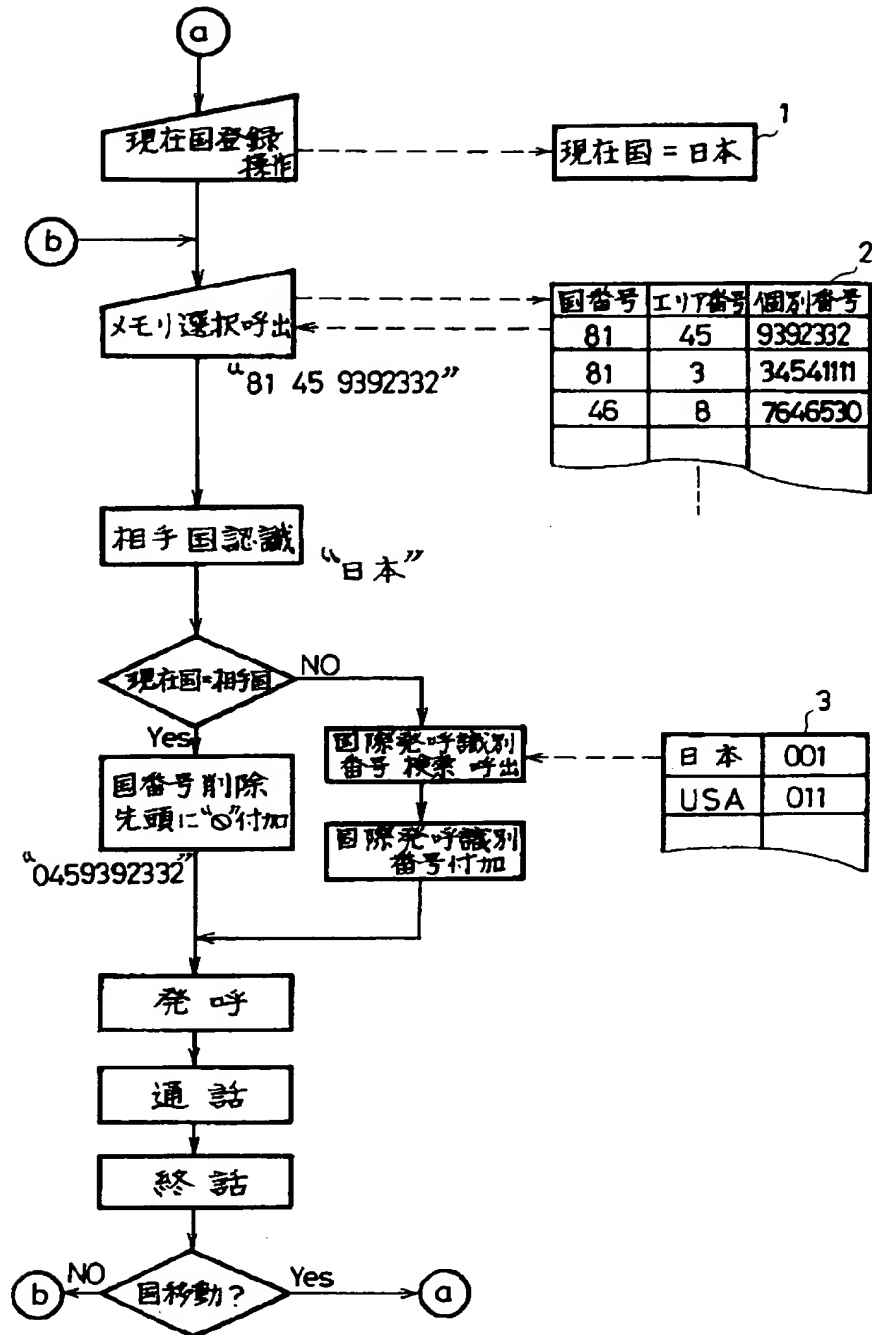 a
現在国登録
操作
1
現在国=日本
b
メモリ選択呼出
“81 45 9392332”
2
国番号 エリア番号 個別番号
81 45 9392332
81 3 34541111
46 8 7646530
相手国認識
“日本”
現在国=相手国
NO
Yes
国番号削除
先頭に“0”付加
“0459392332”
国際発呼識別
番号 検索 呼出
国際発呼識別
番号付加
3
日本 001
USA 011
発呼
通話
終話
国移動?
NO
b
Yes
a